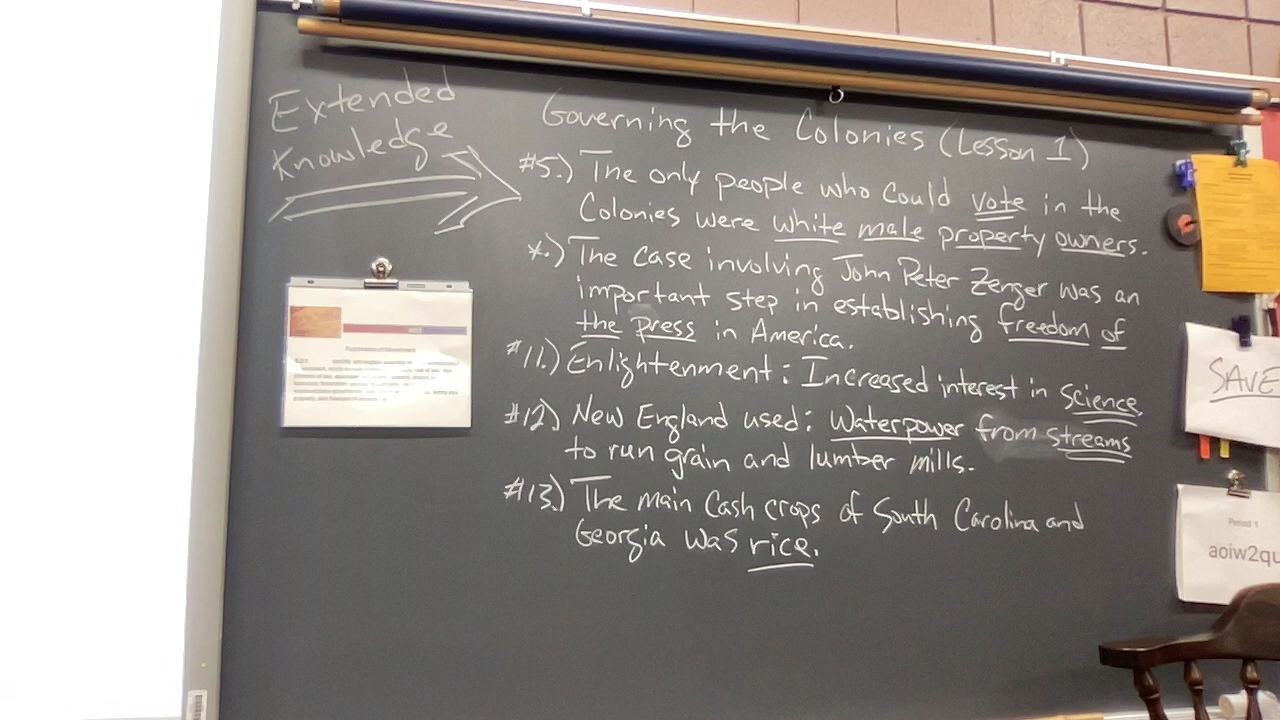 Extended
Knowledge
Governing the Colonies (Lesson 1)
#5.) The only people who could vote in the
Colonies were white male property owners.
*.) The case involving John Peter Zenger was an
important step in establishing freedom of
the Press in America.
#11.) Enlightenment: Increased interest in Science,
#12) New England used: Waterpower from streams
to run grain and lumber mills.
#13.) The main Cash crops of South Carolina and
Georgia was rice.
SAVE
Period
aoiw2qu